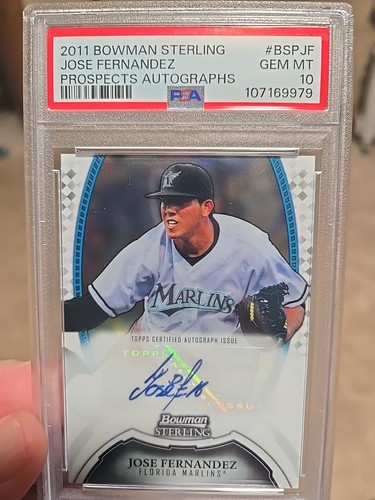 2011 BOWMAN STERLING #BSPJF
JOSE FERNANDEZ GEM MT
PROSPECTS AUTOGRAPHS 10
PSA 107169979
MARLINS
TOPPS CERTIFIED AUTOGRAPH ISSUE
Bowman
STERLING
JOSE FERNANDEZ
FLORIDA MARLINS